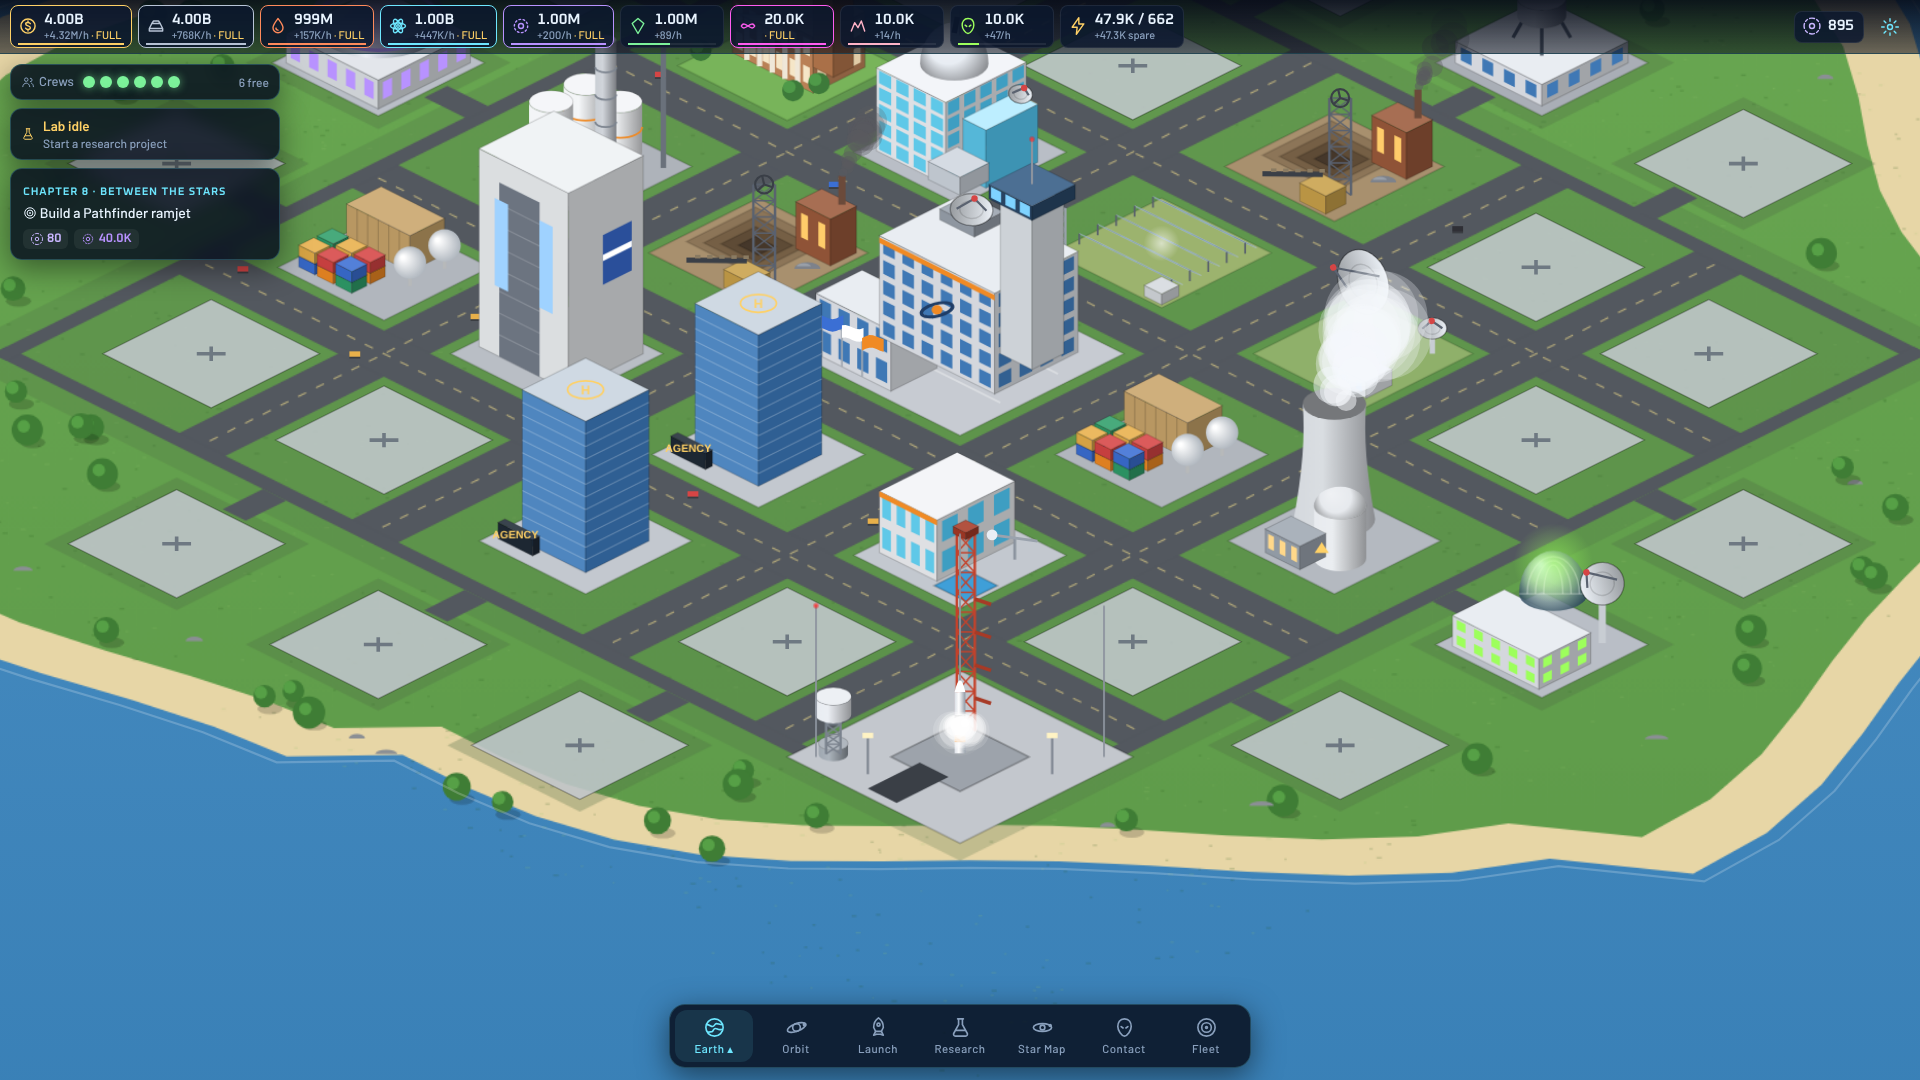 4.00B
+4.32M/h · FULL
4.00B
+768K/h · FULL
999M
+157K/h · FULL
1.00B
+447K/h · FULL
1.00M
+200/h · FULL
1.00M
+89/h
20.0K
· FULL
10.0K
+14/h
10.0K
+47/h
47.9K / 662
+47.3K spare
895
Crews
6 free
Lab idle
Start a research project
CHAPTER 8 · BETWEEN THE STARS
Build a Pathfinder ramjet
80
40.0K
H
H
AGENCY
AGENCY
Earth ▴
Orbit
Launch
Research
Star Map
Contact
Fleet